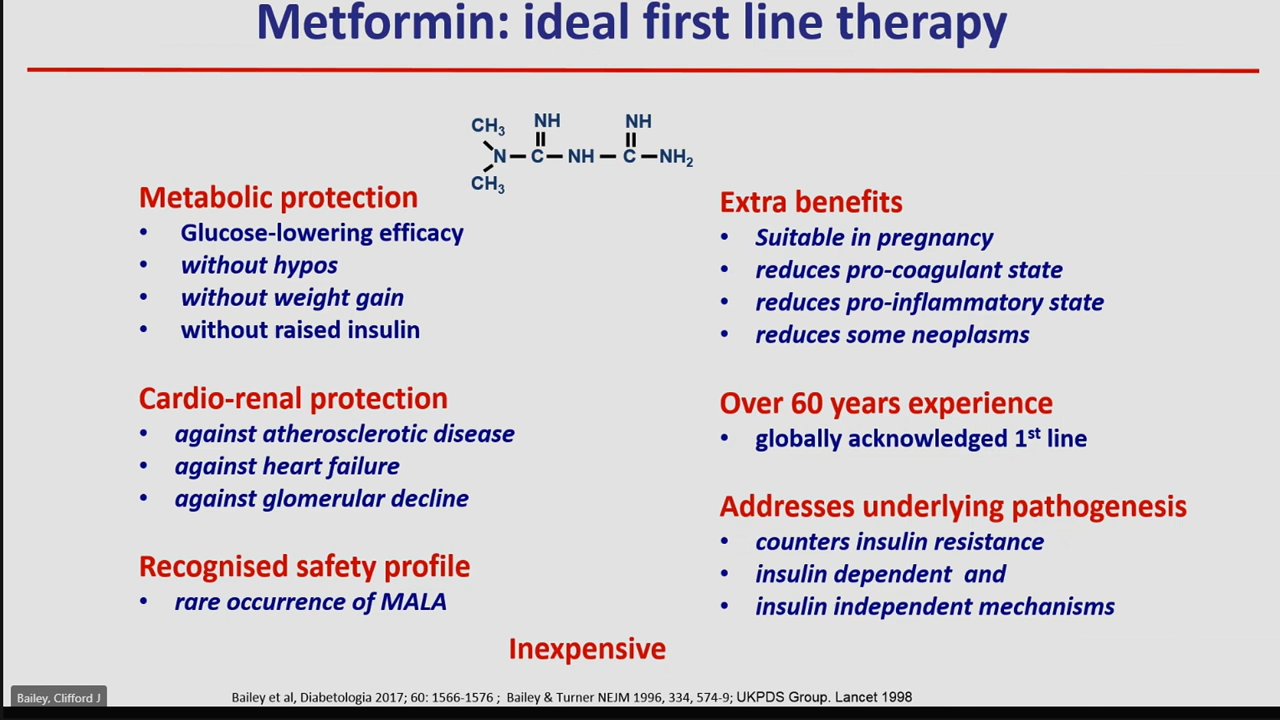 Metformin: ideal first line therapy
CH3 NH NH
N – C – NH – C – NH2
CH3
Metabolic protection
• Glucose-lowering efficacy
• without hypos
• without weight gain
• without raised insulin
Cardio-renal protection
• against atherosclerotic disease
• against heart failure
• against glomerular decline
Recognised safety profile
• rare occurrence of MALA
Extra benefits
• Suitable in pregnancy
• reduces pro-coagulant state
• reduces pro-inflammatory state
• reduces some neoplasms
Over 60 years experience
• globally acknowledged 1st line
Addresses underlying pathogenesis
• counters insulin resistance
• insulin dependent and
• insulin independent mechanisms
Inexpensive
Bailey, Clifford J
Bailey et al, Diabetologia 2017; 60: 1566-1576 ; Bailey & Turner NEJM 1996, 334, 574-9; UKPDS Group. Lancet 1998